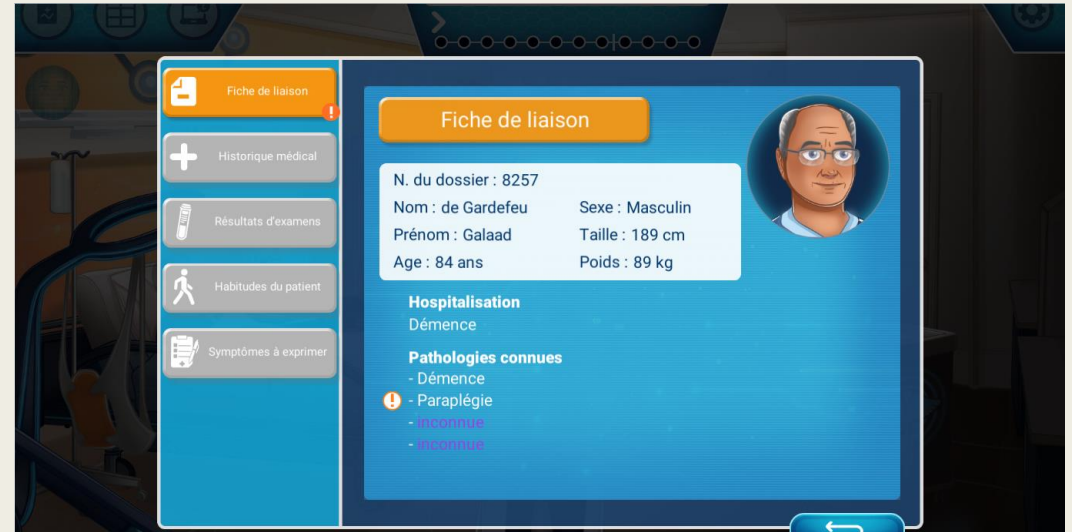 Fiche de liaison
Historique médical
Résultats d'examens
Habitudes du patient
Symptômes à exprimer
Fiche de liaison
N. du dossier : 8257
Nom : de Gardefeu
Sexe : Masculin
Prénom : Galaad
Taille : 189 cm
Age : 84 ans
Poids : 89 kg
Hospitalisation
Démence
Pathologies connues
- Démence
- Paraplégie
- inconnue
- inconnue